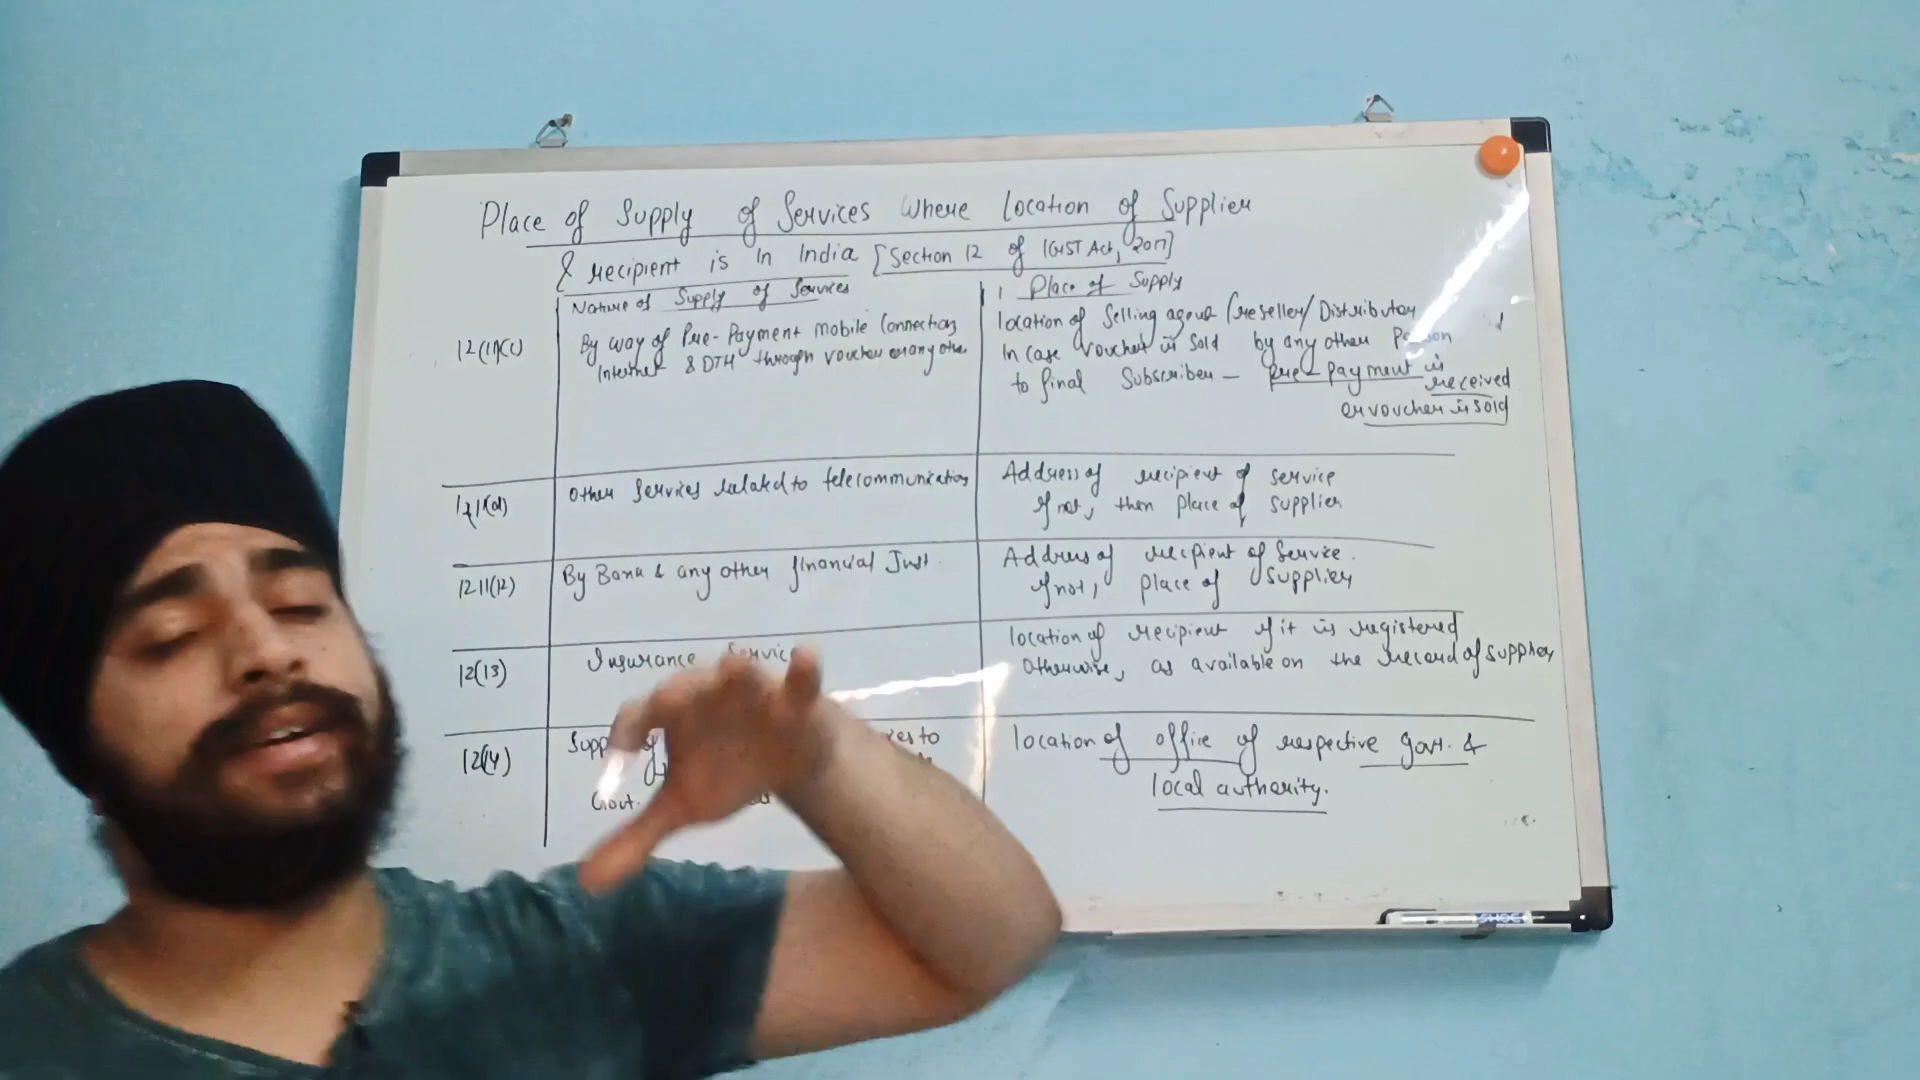 Place of Supply of Services Where Location of Supplier
& recipient is in India [Section 12 of IGST Act, 2017]
Nature of Supply of Services
Place of Supply
12(11)(c)
By way of Pre-Payment mobile Connection,
Internet & DTH through voucher or any other
location of Selling agent/reseller/Distributor
In case voucher is sold by any other Person
to final Subscriber - pre-payment is
received
or voucher is sold
Other Services related to telecommunication
Address of recipient of service
If not, then place of supplier
12 11(12)
By Bank & any other financial Inst.
Address of recipient of Service.
If not, place of supplier
12(13)
Insurance Service
location of recipient if it is registered
Otherwise, as available on the record of supplier
12(14)
of to
Govt.
location of office of respective Govt. &
local authority.